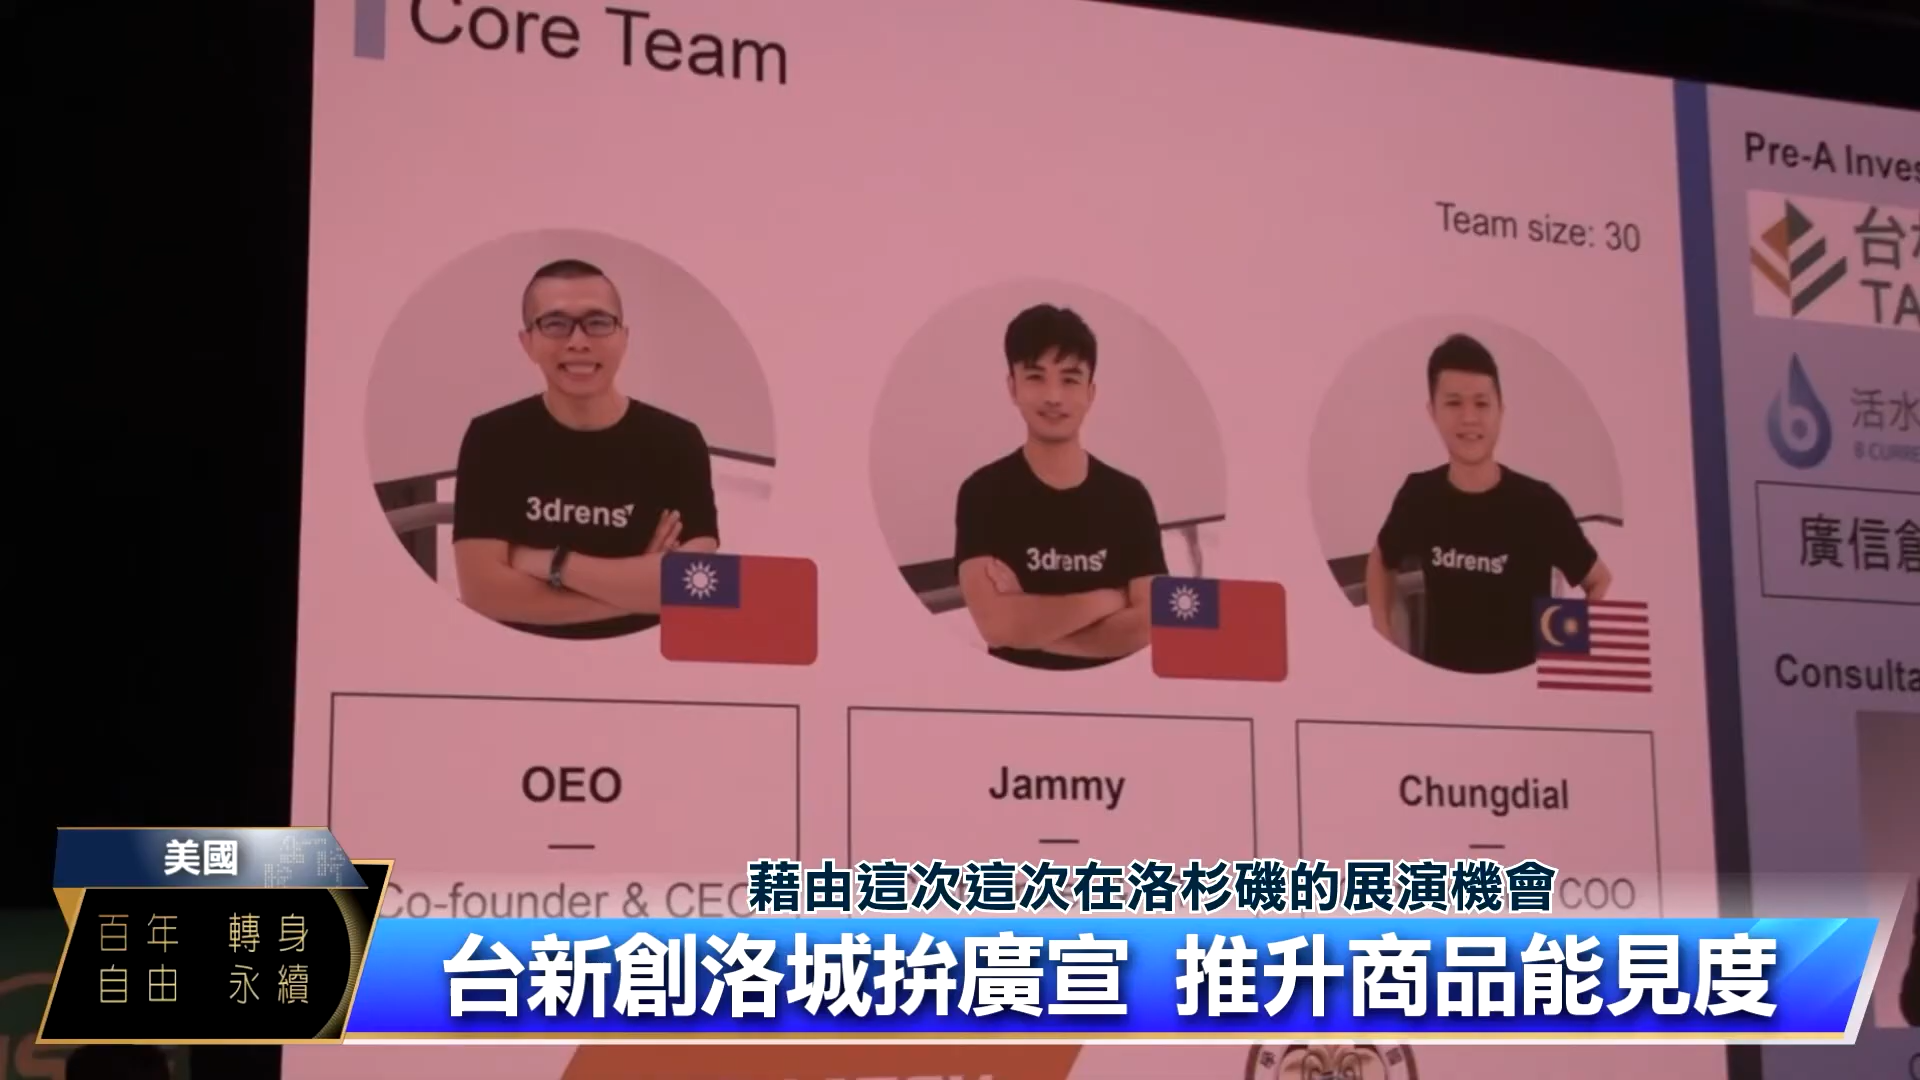 Core Team
Team size: 30
3drens
3drens
3drens
OEO
Jammy
Chungdial
Co-founder & CEO
COO
Pre-A
台
TA
活水
廣信創
藉由這次這次在洛杉磯的展演機會
美國
百年 轉身
自由 永續
台新創洛城拚廣宣 推升商品能見度